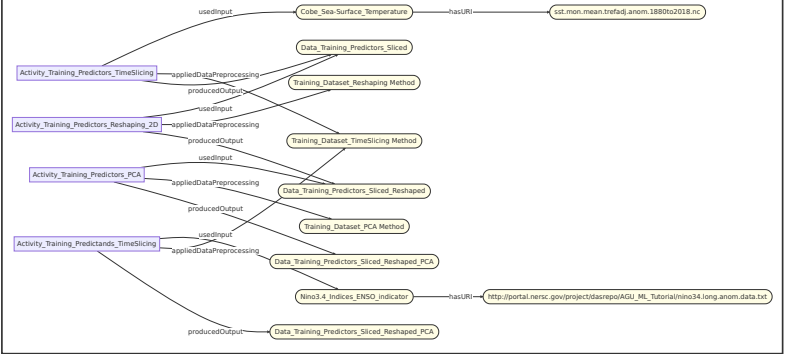 usedInput
Cobe_Sea-Surface_Temperature
hasURI
sst.mon.mean.trefadj.anom.1880to2018.nc
Data_Training_Predictors_Sliced
Activity_Training_Predictors_TimeSlicing
appliedDataPreprocessing
Training_Dataset_Reshaping Method
producedOutput
usedInput
Activity_Training_Predictors_Reshaping_2D
appliedDataPreprocessing
producedOutput
Training_Dataset_TimeSlicing Method
usedInput
Activity_Training_Predictors_PCA
appliedDataPreprocessing
Data_Training_Predictors_Sliced_Reshaped
producedOutput
Training_Dataset_PCA Method
usedInput
Activity_Training_Predictands_TimeSlicing
appliedDataPreprocessing
Data_Training_Predictors_Sliced_Reshaped_PCA
Nino3.4_Indices_ENSO_indicator
hasURI
http://portal.nersc.gov/project/dasrepo/AGU_ML_Tutorial/nino34.long.anom.data.txt
producedOutput
Data_Training_Predictors_Sliced_Reshaped_PCA